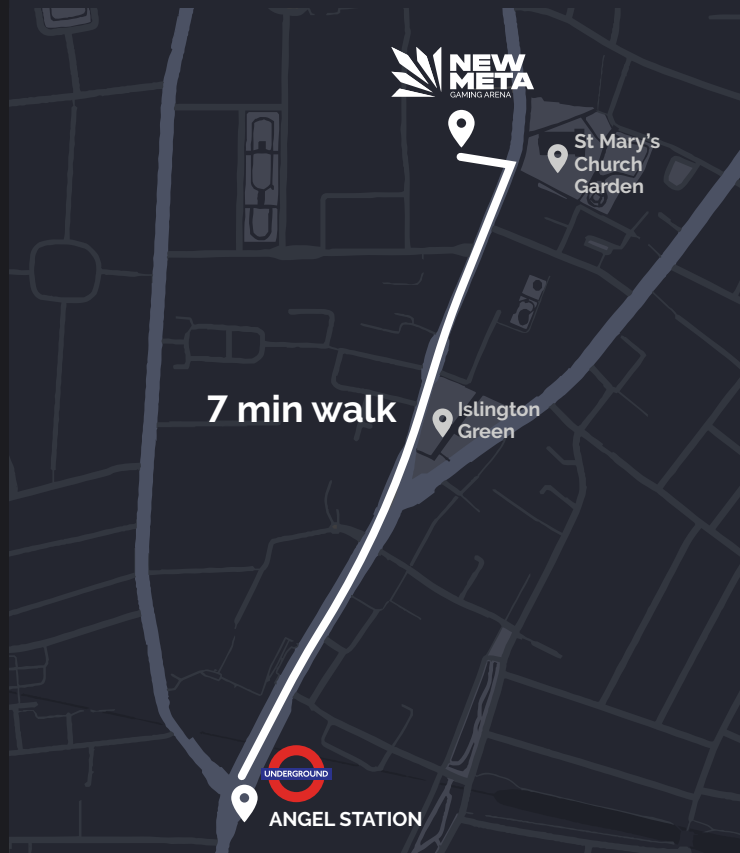 NEW
META
GAMING ARENA
St Mary's
Church
Garden
7 min walk
Islington
Green
UNDERGROUND
ANGEL STATION